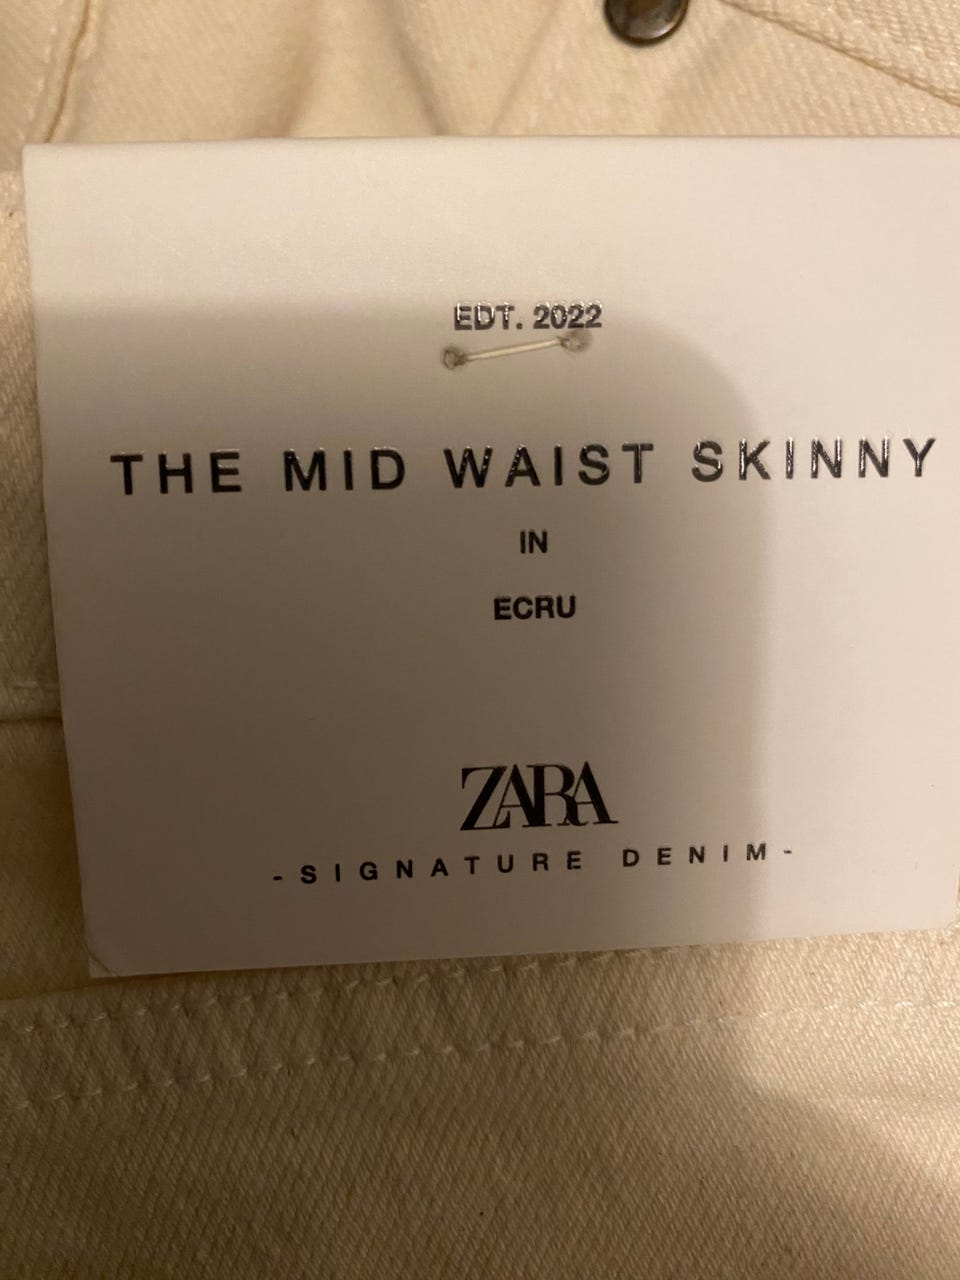 EDT. 2022
THE MID WAIST SKINNY
IN
ECRU
ZARA
-SIGNATURE DENIM-